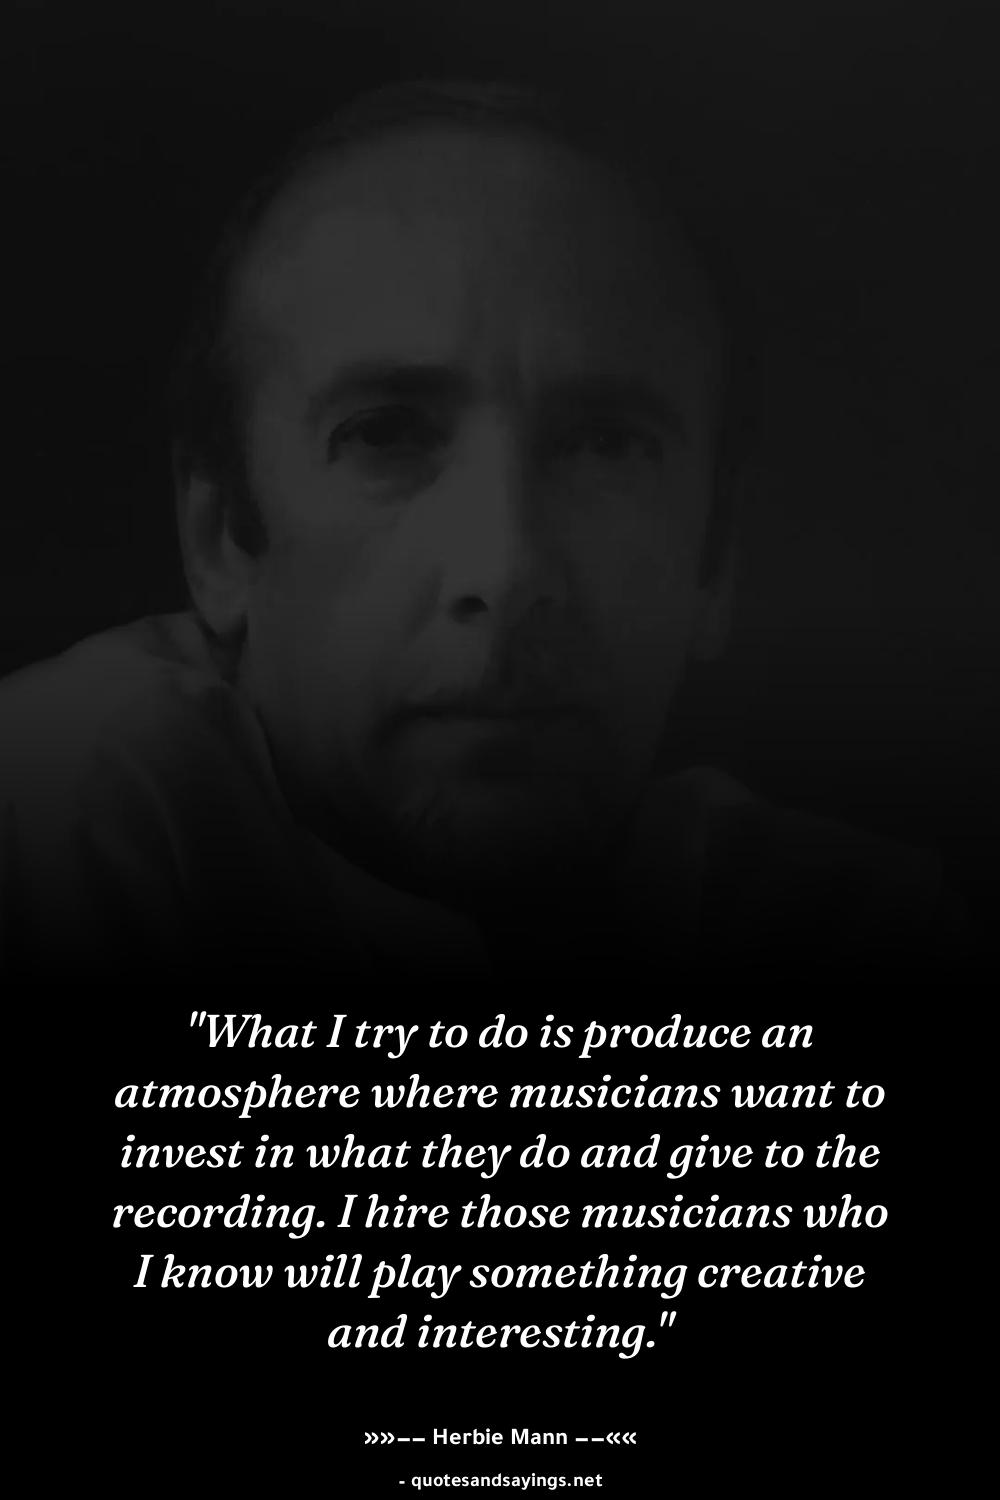 "What I try to do is produce an
atmosphere where musicians want to
invest in what they do and give to the
recording. I hire those musicians who
I know will play something creative
and interesting."
»»−− Herbie Mann −−««
- quotesandsayings.net